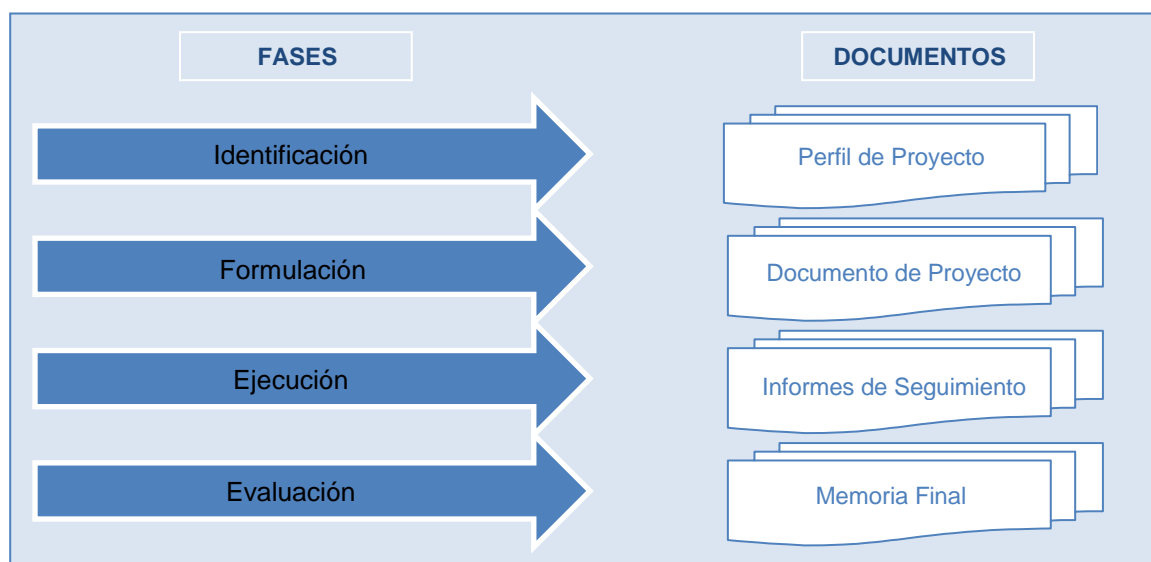 FASES
DOCUMENTOS
Identificación
Perfil de Proyecto
Formulación
Documento de Proyecto
Ejecución
Informes de Seguimiento
Evaluación
Memoria Final